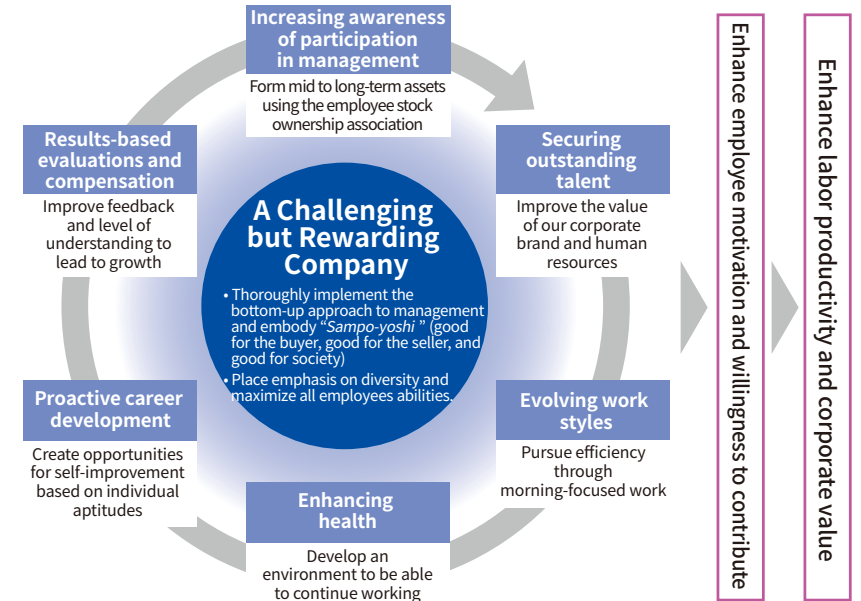 Increasing awareness
of participation
in management
Form mid to long-term assets
using the employee stock
ownership association
Securing
outstanding
talent
Improve the value
of our corporate
brand and human
resources
Evolving work
styles
Pursue efficiency
through
morning-focused work
Enhancing
health
Develop an
environment to be able
to continue working
Proactive career
development
Create opportunities
for self-improvement
based on individual
aptitudes
Results-based
evaluations and
compensation
Improve feedback
and level of
understanding to
lead to growth
A Challenging
but Rewarding
Company
• Thoroughly implement the
bottom-up approach to management
and embody “Sampo-yoshi ” (good
for the buyer, good for the seller, and
good for society)
• Place emphasis on diversity and
maximize all employees abilities.
Enhance employee motivation and willingness to contribute
Enhance labor productivity and corporate value